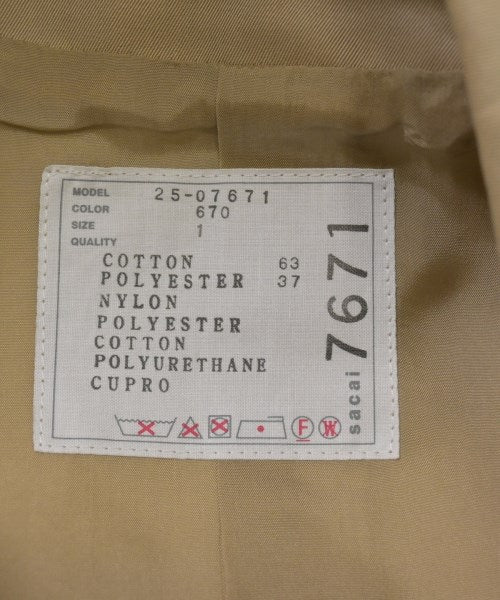 MODEL 25-07671
COLOR 670
SIZE 1
QUALITY
COTTON 63
POLYESTER 37
NYLON
POLYESTER
COTTON
POLYURETHANE
CUPRO
F W
sacai 7671